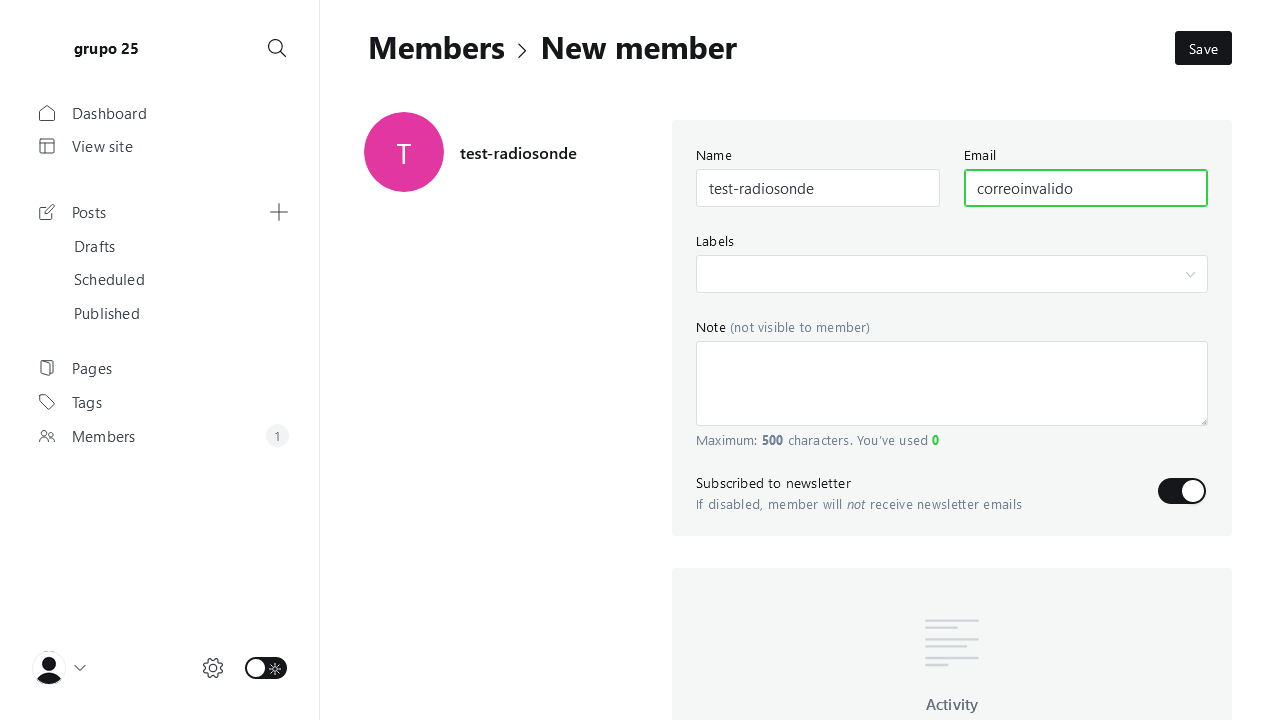 grupo 25
Dashboard
View site
Posts
Drafts
Scheduled
Published
Pages
Tags
Members 1
Members > New member
Save
T
test-radiosonde
Name
test-radiosonde
Email
correoinvalido
Labels
Note (not visible to member)
Maximum: 500 characters. You’ve used 0
Subscribed to newsletter
If disabled, member will not receive newsletter emails
Activity